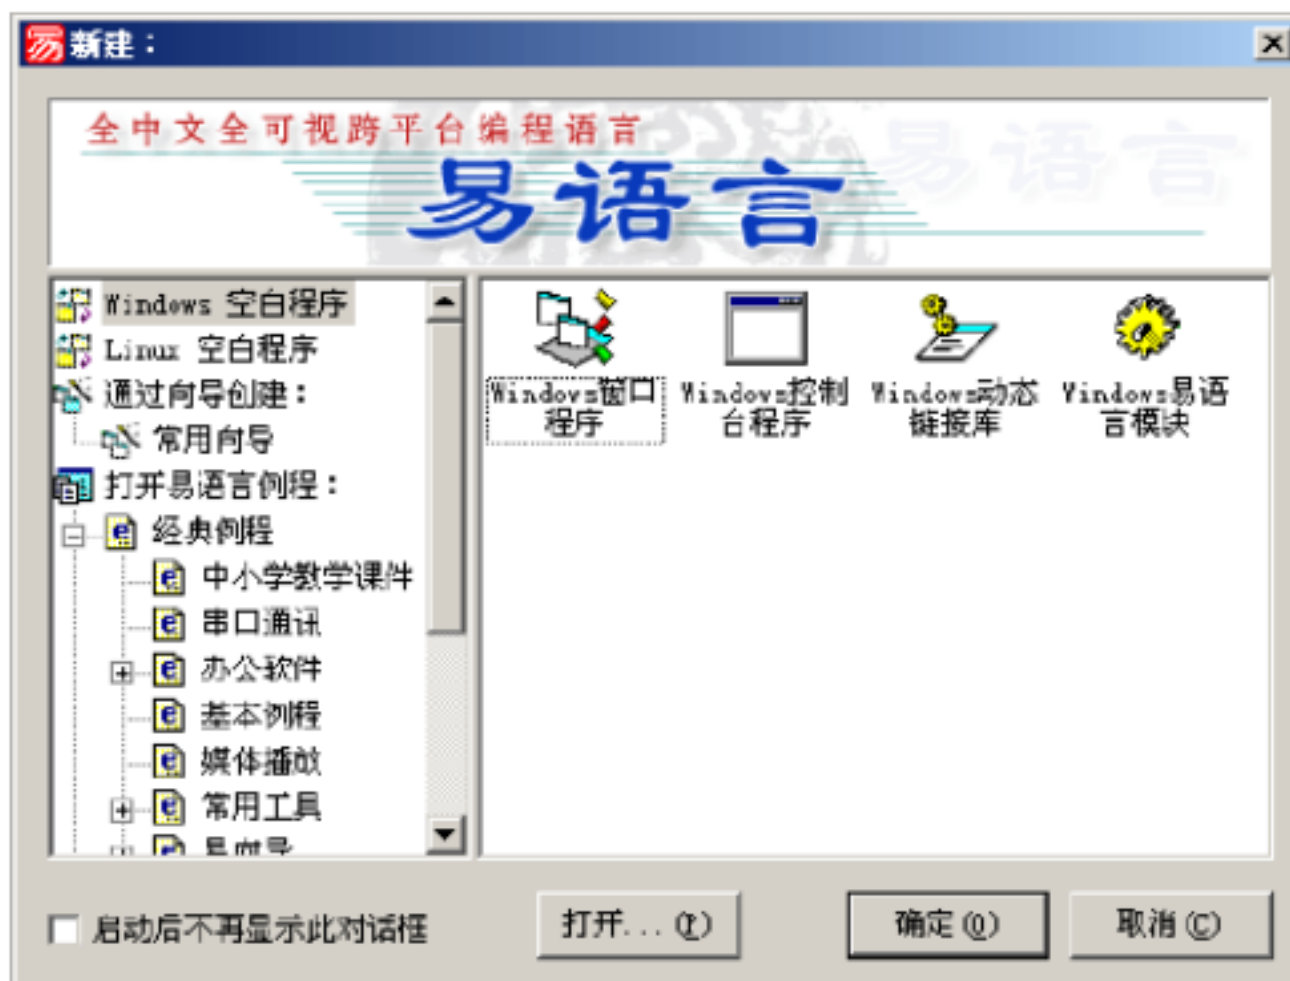 易 新建：
全中文全可视跨平台编程语言
易语言
易语言
Windows 空白程序
Linux 空白程序
通过向导创建：
常用向导
打开易语言例程：
经典例程
中小学数学课件
串口通讯
办公软件
基本例程
媒体播放
常用工具
易向导
Windows窗口
程序
Windows控制
台程序
Windows动态
链接库
Windows易语
言模块
启动后不再显示此对话框
打开...(P)
确定(O)
取消(C)